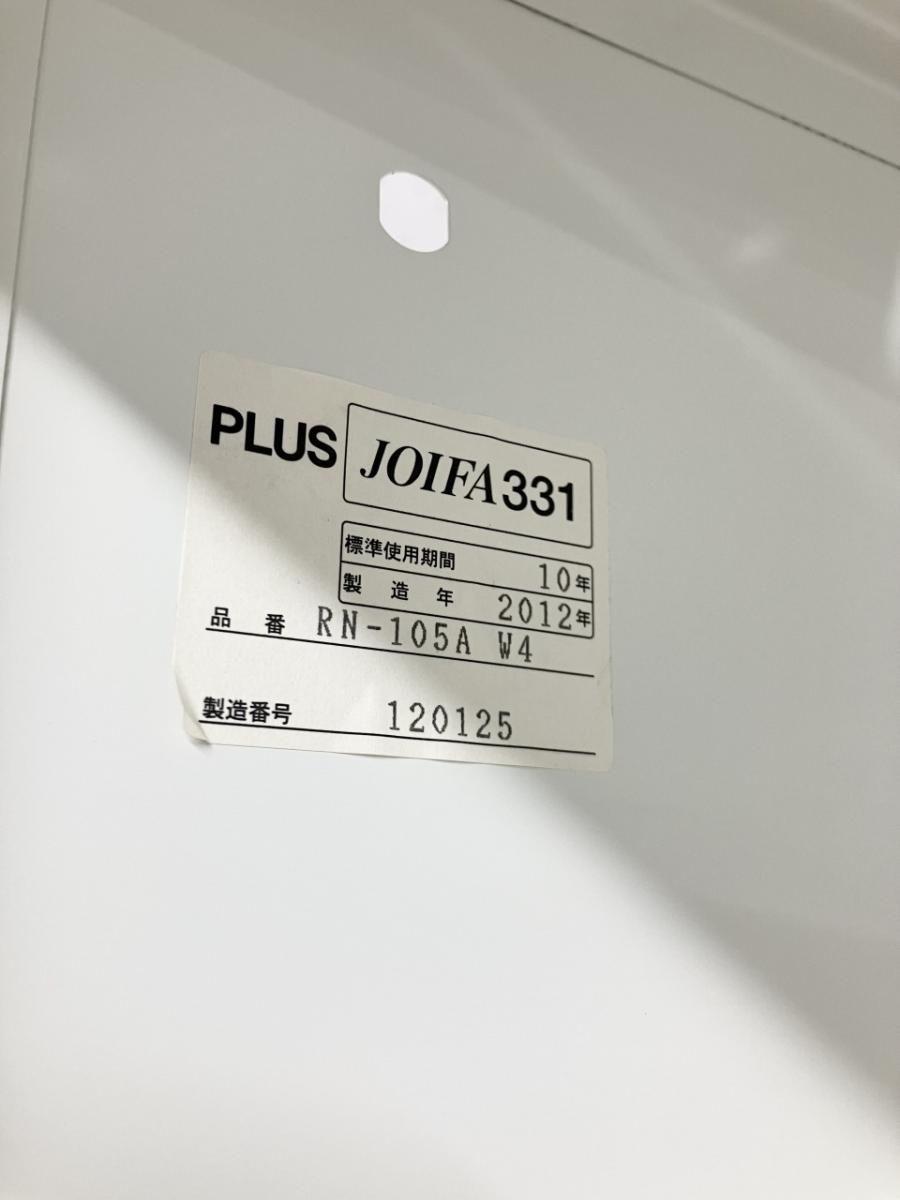 PLUS JOIFA331
標準使用期間 10年
製造年 2012年
品番 RN-105A W4
製造番号 120125